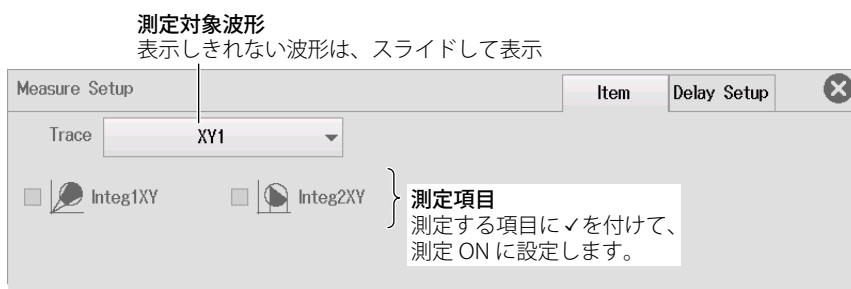 測定対象波形
表示しきれない波形は、スライドして表示
Measure Setup
Item
Delay Setup
Trace
XY1
Integ1XY
Integ2XY
測定項目
測定する項目に✓を付けて、
測定 ON に設定します。